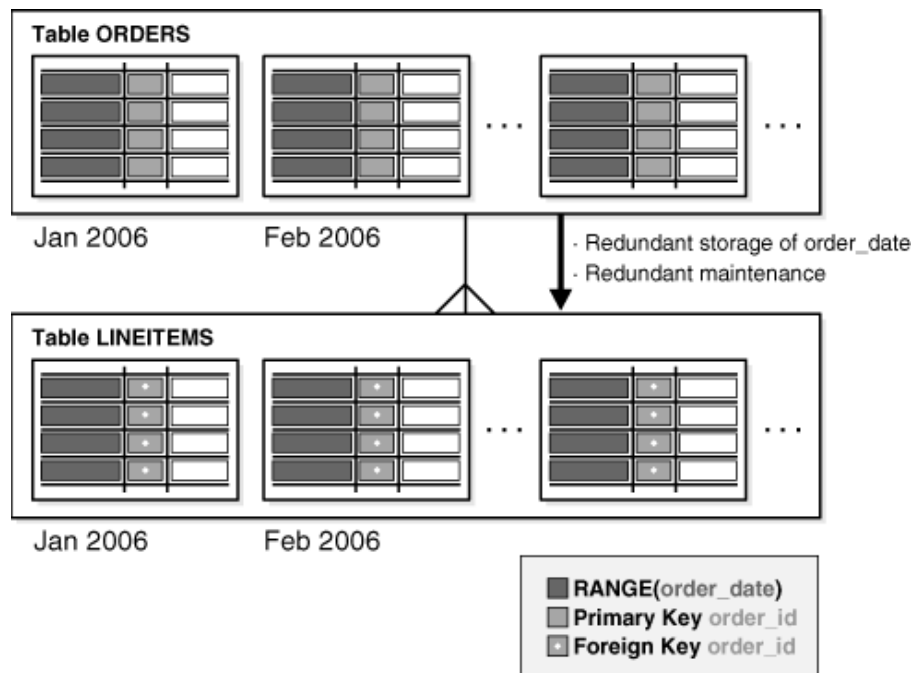 Table ORDERS
. . .
. . .
Jan 2006
Feb 2006
· Redundant storage of order_date
· Redundant maintenance
Table LINEITEMS
. . .
. . .
Jan 2006
Feb 2006
RANGE(order_date)
Primary Key order_id
Foreign Key order_id